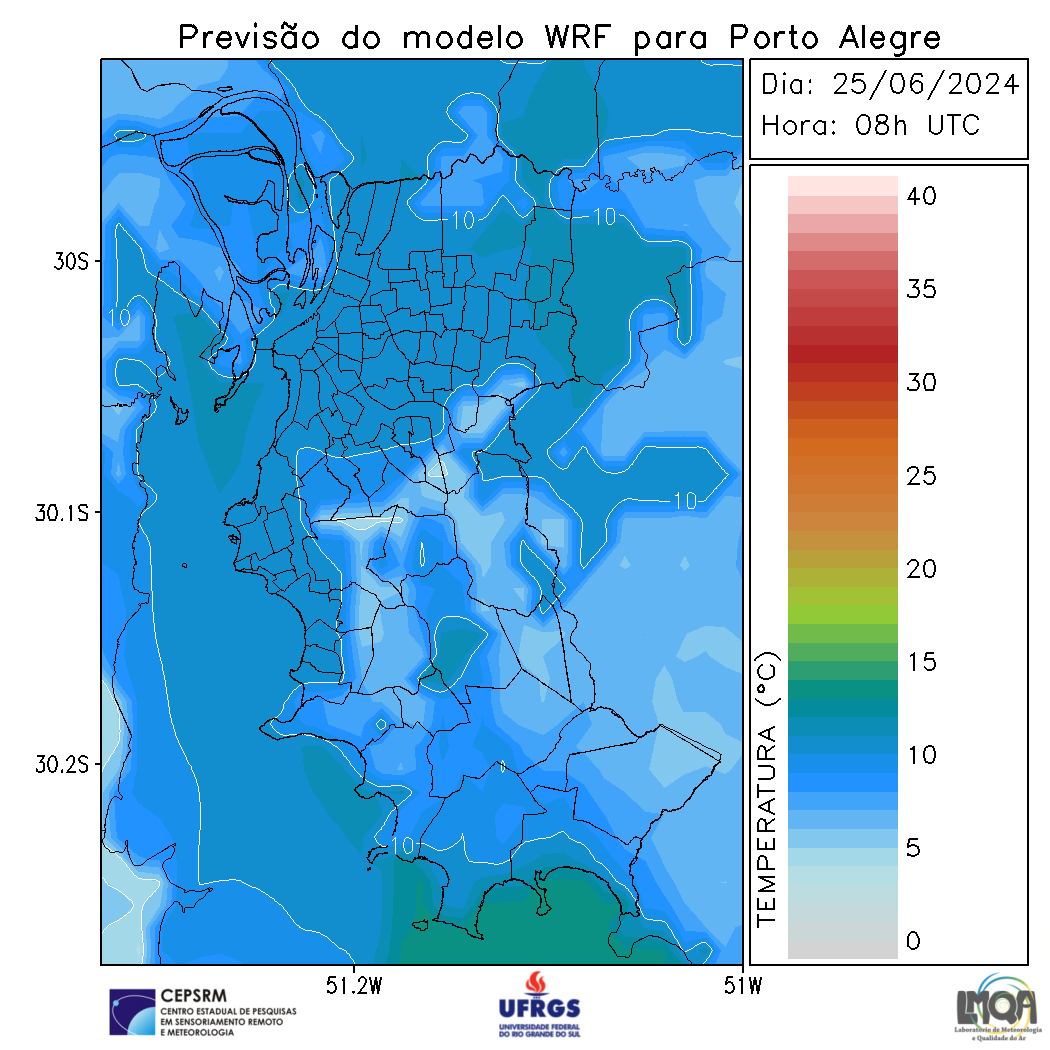 Previsão do modelo WRF para Porto Alegre
Dia: 25/06/2024
Hora: 08h UTC
40
35
30
25
20
15
10
5
0
TEMPERATURA (°C)
30S
30.1S
30.2S
51.2W
51W
10
10
10
10
10
CEPSRM
CENTRO ESTADUAL DE PESQUISAS
EM SENSORIAMENTO REMOTO
E METEOROLOGIA
UFRGS
UNIVERSIDADE FEDERAL
DO RIO GRANDE DO SUL
LMQA
Laboratório de Meteorologia
e Qualidade do Ar